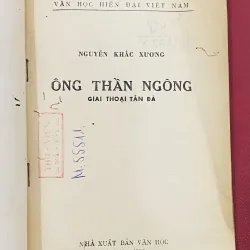 VĂN HỌC HIỆN ĐẠI VIỆT NAM
NGUYỄN KHẮC XƯƠNG
ÔNG THẦN NGÔNG
GIAI THOẠI TẢN ĐÀ
NHÀ XUẤT BẢN VĂN HỌC